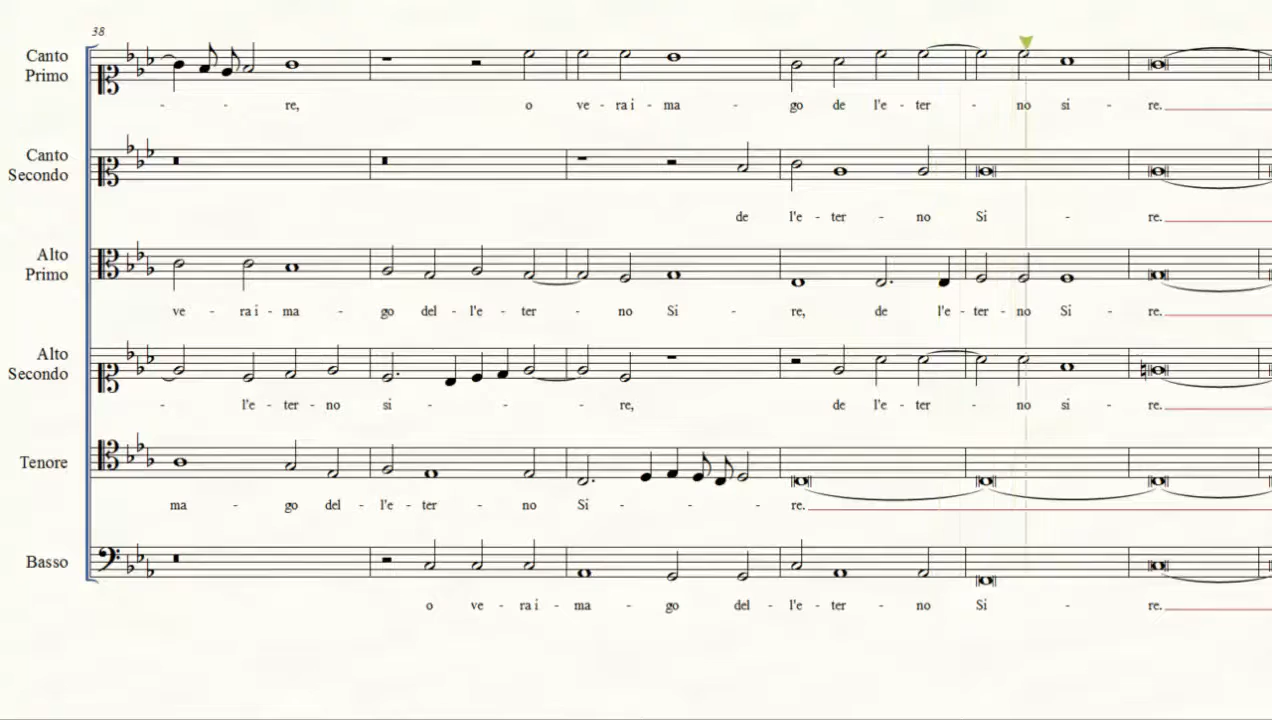 38
Canto Primo
- - re, o ve - ra i - ma - go de l'e - ter - no si - re.
Canto Secondo
de l'e - ter - no Si - re.
Alto Primo
ve - ra i - ma - go del - l'e - ter - no Si - re, de l'e - ter - no Si - re.
Alto Secondo
- l'e - ter - no si - - - re, de l'e - ter - no si - re.
Tenore
ma - go del - l'e - ter - no Si - - - re.
Basso
o ve - ra i - ma - go del - l'e - ter - no Si - re.